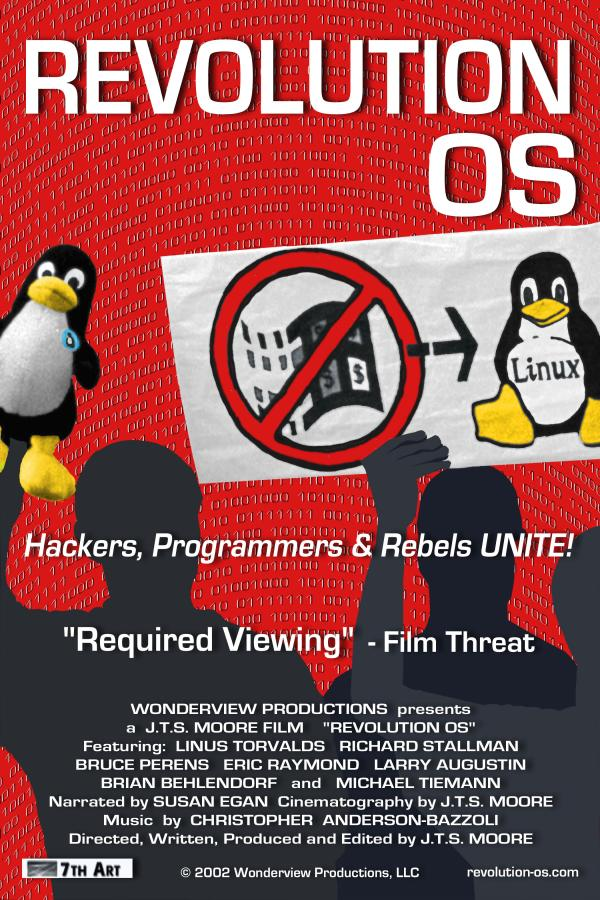 REVOLUTION
OS
$
$
Linux
Hackers, Programmers & Rebels UNITE!
"Required Viewing" - Film Threat
WONDERVIEW PRODUCTIONS presents
a J.T.S. MOORE FILM "REVOLUTION OS"
Featuring: LINUS TORVALDS RICHARD STALLMAN
BRUCE PERENS ERIC RAYMOND LARRY AUGUSTIN
BRIAN BEHLENDORF and MICHAEL TIEMANN
Narrated by SUSAN EGAN Cinematography by J.T.S. MOORE
Music by CHRISTOPHER ANDERSON-BAZZOLI
Directed, Written, Produced and Edited by J.T.S. MOORE
7TH ART
© 2002 Wonderview Productions, LLC
revolution-os.com